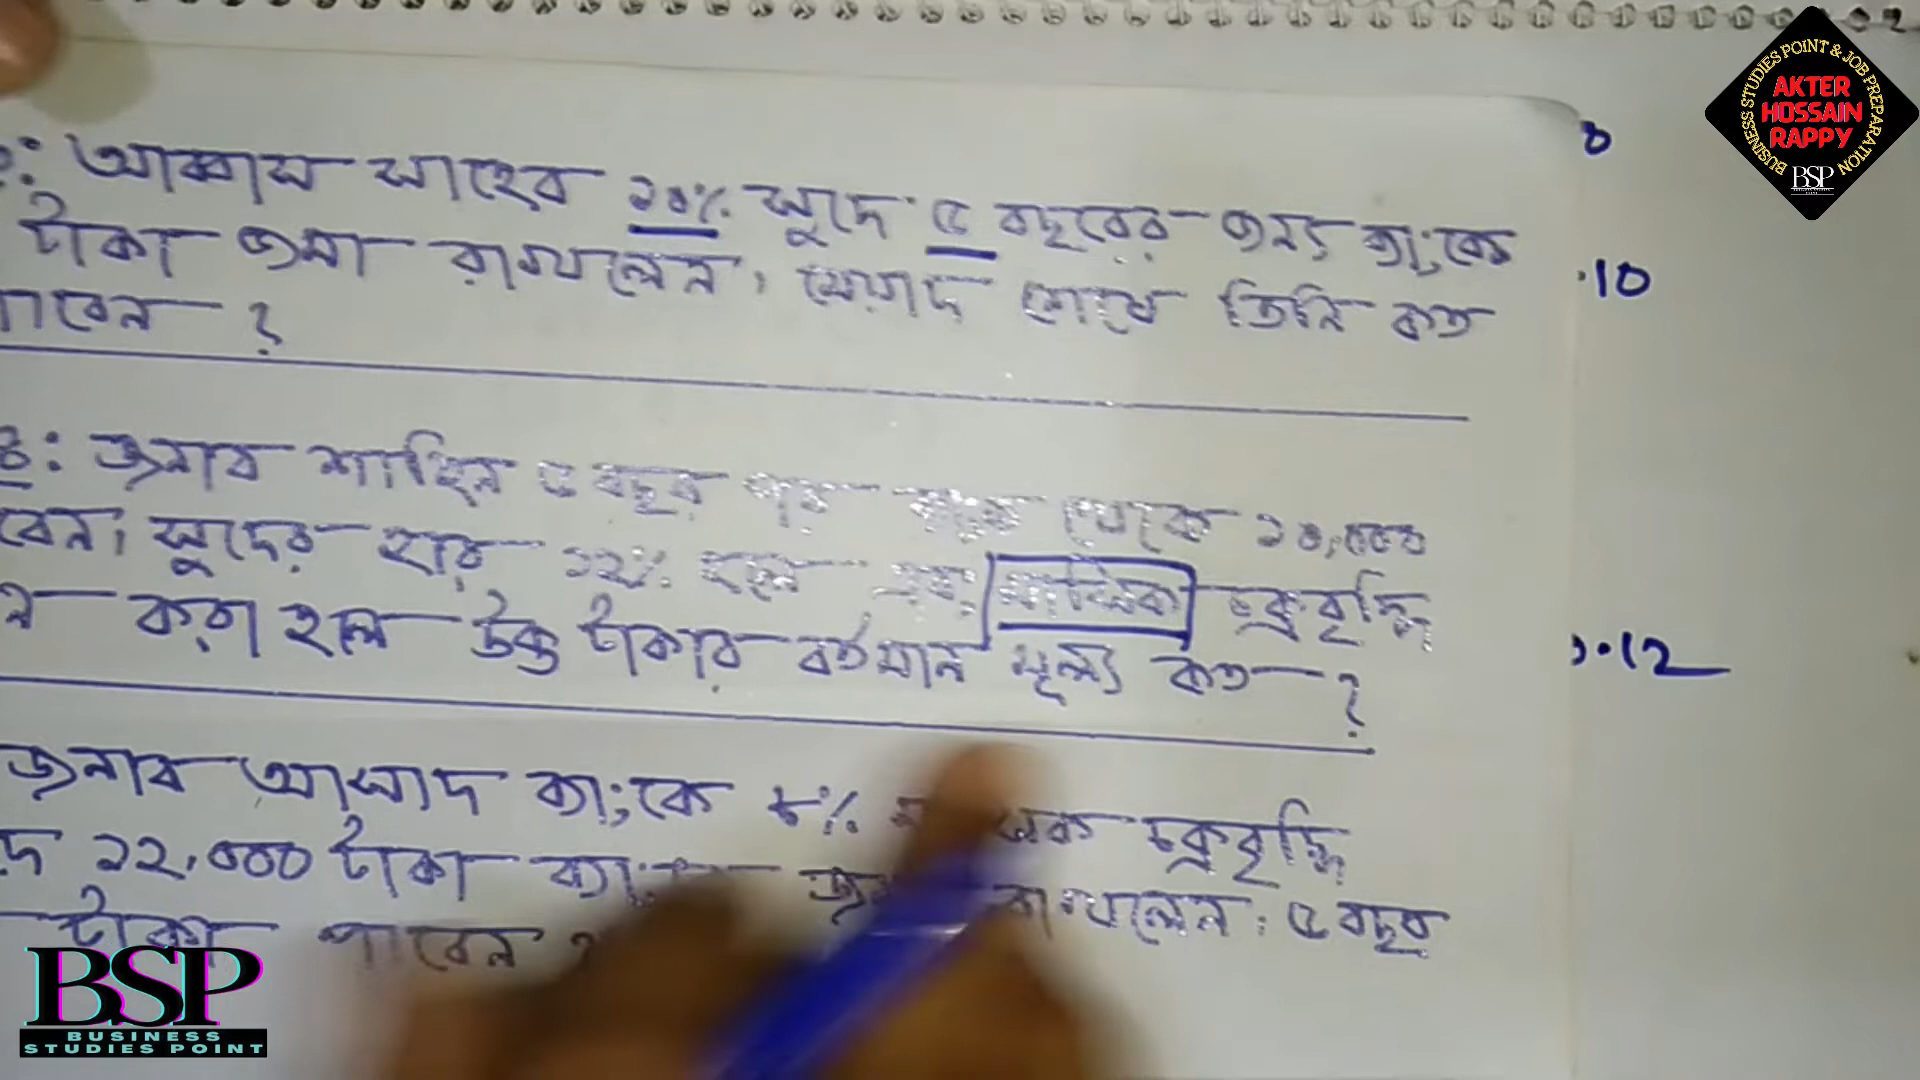 আব্বাস সাহেব ১০% সুদে ৫ বছরের জন্য ব্যাংকে
টাকা জমা রাখলেন। মেয়াদ শেষে তিনি কত
পাবেন ?
৪: জনাব শাহিন ৫ বছর পর ব্যাংক থেকে ১০,০০০
বেন। সুদের হার ১২% হলে এবং মাসিক চক্রবৃদ্ধি
ন করা হলে উক্ত টাকার বর্তমান মূল্য কত ?
জনাব আসাদ ব্যাংকে ৮% চক্রবৃদ্ধি
দে ১২,০০০ টাকা রাখলেন। ৫ বছর
টাকা পাবেন
·10
·12
BUSINESS STUDIES POINT & JOB PREPARATION
AKTER
HOSSAIN
RAPPY
BSP
BSP
BUSINESS
STUDIES POINT